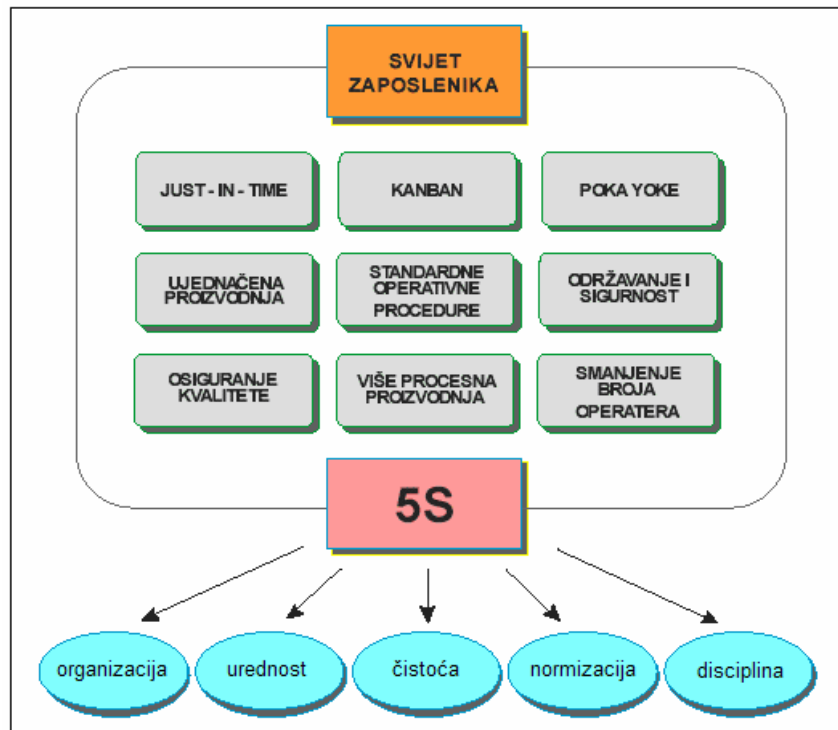 SVIJET
ZAPOSLENIKA
JUST - IN - TIME
KANBAN
POKA YOKE
UJEDNAČENA
PROIZVODNJA
STANDARDNE
OPERATIVNE
PROCEDURE
ODRŽAVANJE I
SIGURNOST
OSIGURANJE
KVALITETE
VIŠE PROCESNA
PROIZVODNJA
SMANJENJE
BROJA
OPERATERA
5S
organizacija
urednost
čistoća
normizacija
disciplina